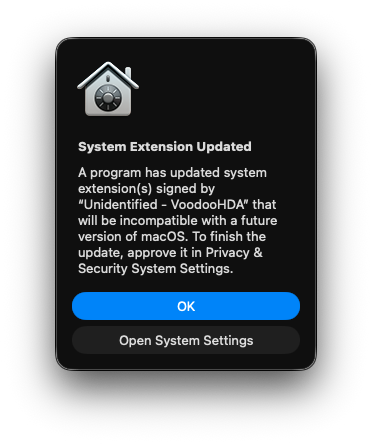 System Extension Updated
A program has updated system
extension(s) signed by
“Unidentified - VoodooHDA” that
will be incompatible with a future
version of macOS. To finish the
update, approve it in Privacy &
Security System Settings.
OK
Open System Settings